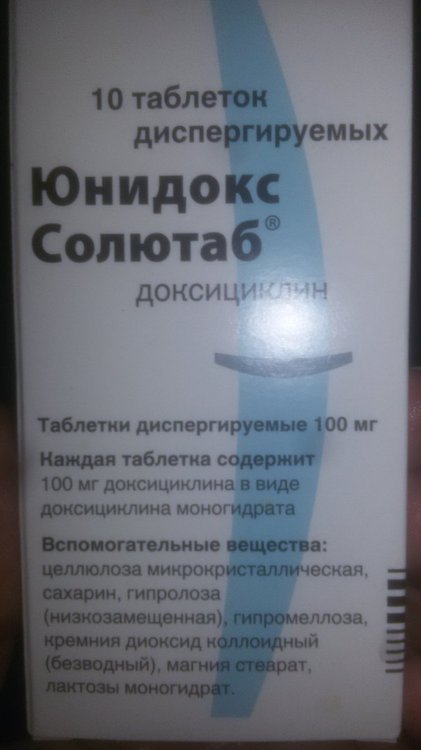 10 таблеток
диспергируемых
Юнидокс
Солютаб®
доксициклин
Таблетки диспергируемые 100 мг
Каждая таблетка содержит
100 мг доксициклина в виде
доксициклина моногидрата
Вспомогательные вещества:
целлюлоза микрокристаллическая,
сахарин, гипролоза
(низкозамещенная), гипромеллоза,
кремния диоксид коллоидный
(безводный), магния стеарат,
лактозы моногидрат.